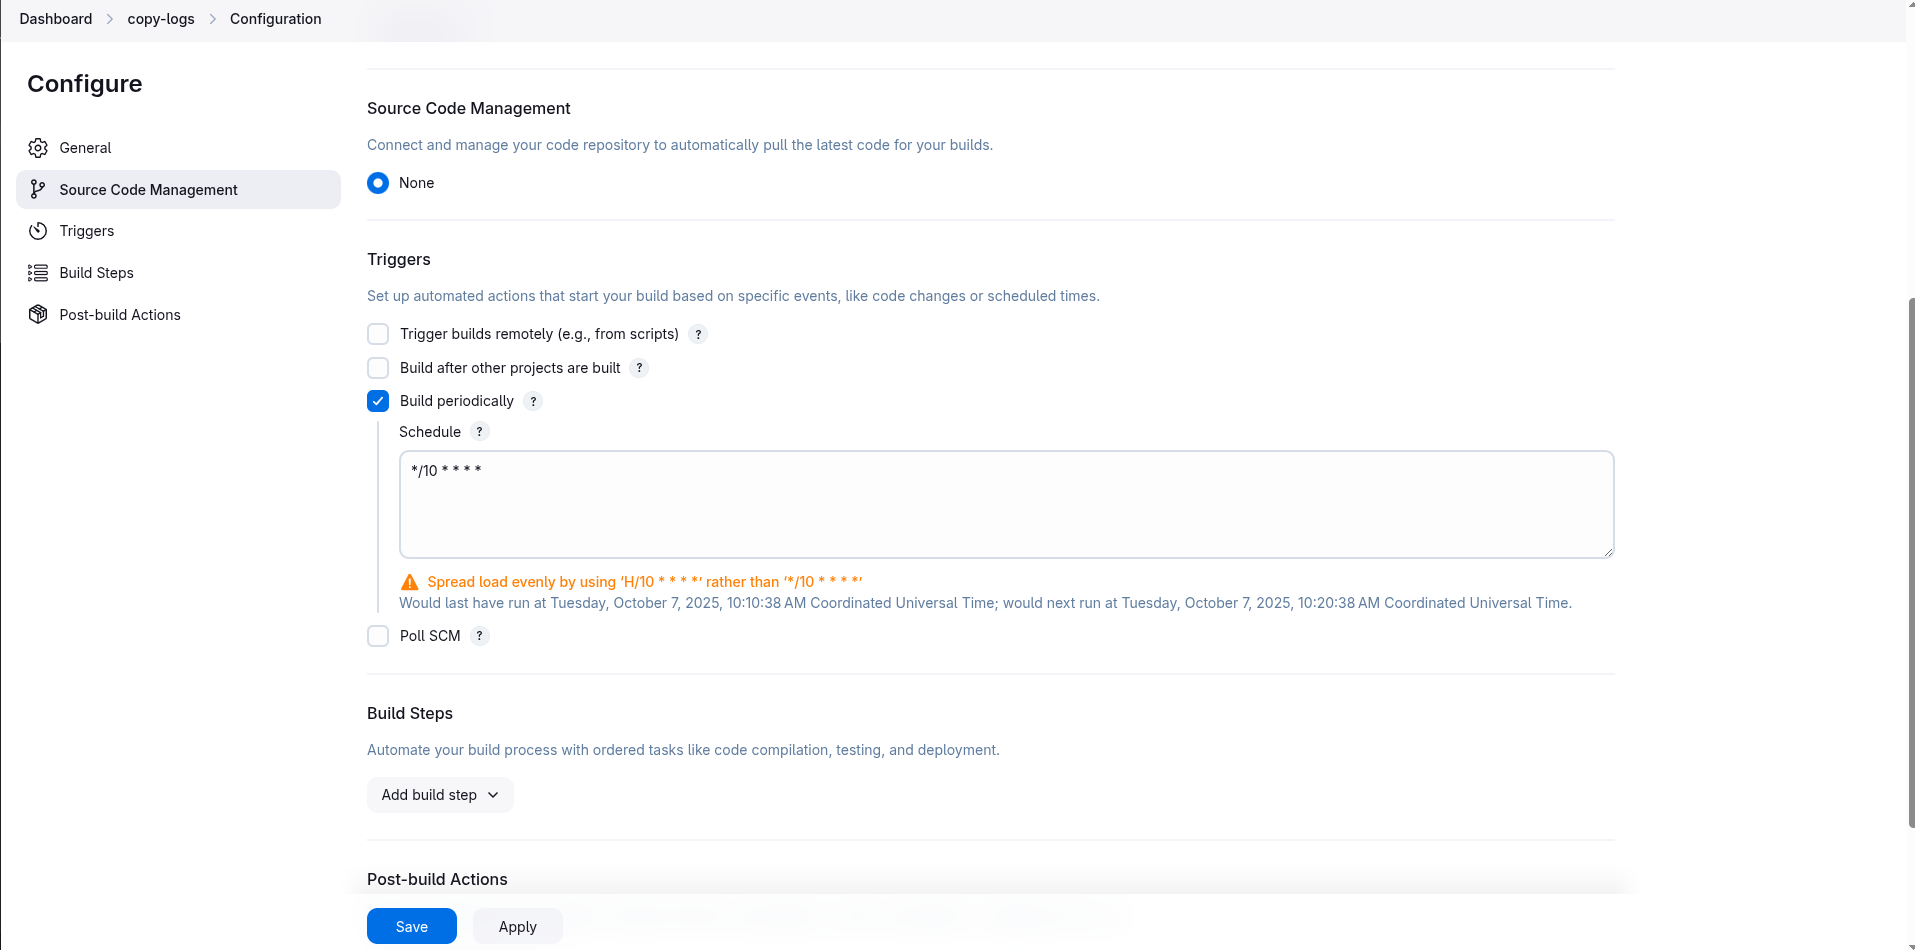 Dashboard > copy-logs > Configuration
Configure
General
Source Code Management
Triggers
Build Steps
Post-build Actions
Source Code Management
Connect and manage your code repository to automatically pull the latest code for your builds.
None
Triggers
Set up automated actions that start your build based on specific events, like code changes or scheduled times.
Trigger builds remotely (e.g., from scripts) ?
Build after other projects are built ?
Build periodically ?
Schedule ?
*/10 * * * *
Spread load evenly by using ‘H/10 * * * *’ rather than ‘*/10 * * * *’
Would last have run at Tuesday, October 7, 2025, 10:10:38 AM Coordinated Universal Time; would next run at Tuesday, October 7, 2025, 10:20:38 AM Coordinated Universal Time.
Poll SCM ?
Build Steps
Automate your build process with ordered tasks like code compilation, testing, and deployment.
Add build step
Post-build Actions
Save Apply